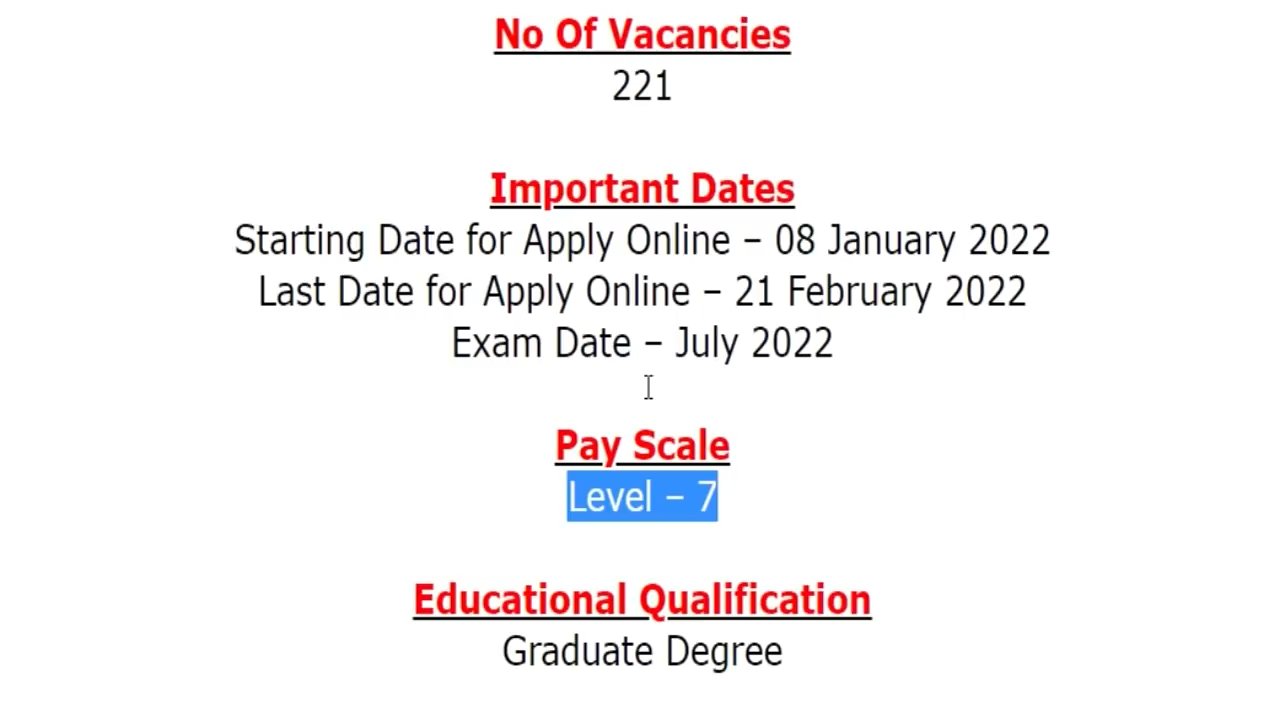 No Of Vacancies
221
Important Dates
Starting Date for Apply Online – 08 January 2022
Last Date for Apply Online – 21 February 2022
Exam Date – July 2022
Pay Scale
Level – 7
Educational Qualification
Graduate Degree